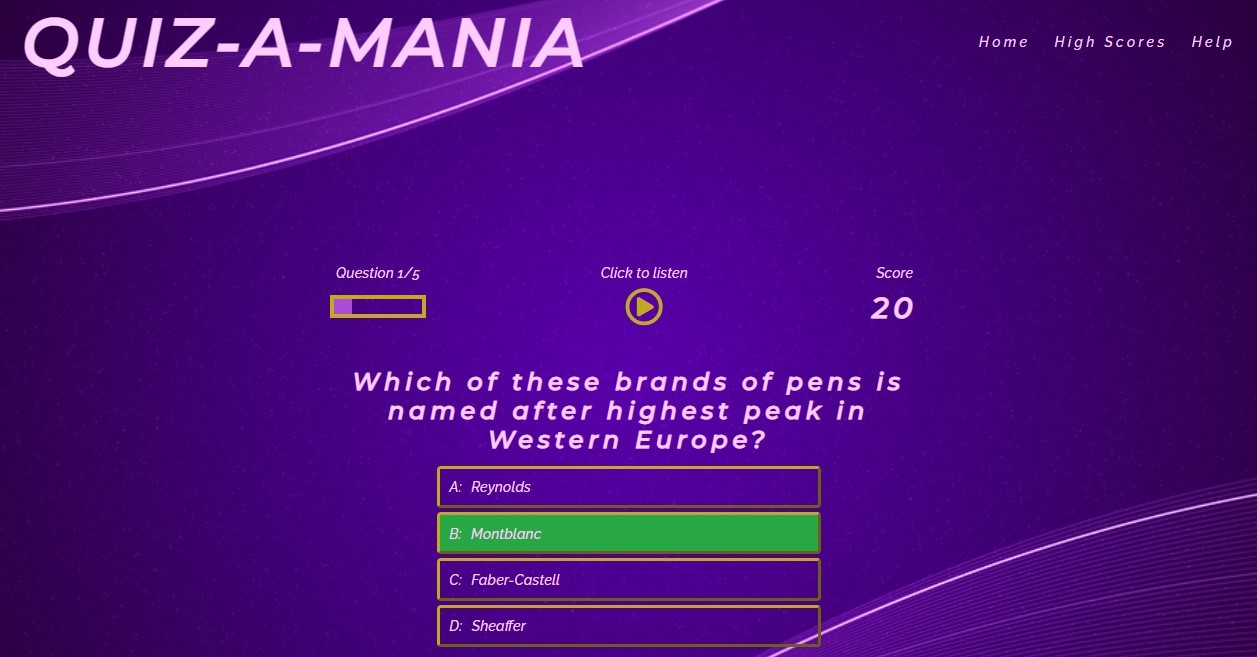 QUIZ-A-MANIA
Home High Scores Help
Question 1/5
Click to listen
Score
20
Which of these brands of pens is
named after highest peak in
Western Europe?
A: Reynolds
B: Montblanc
C: Faber-Castell
D: Sheaffer